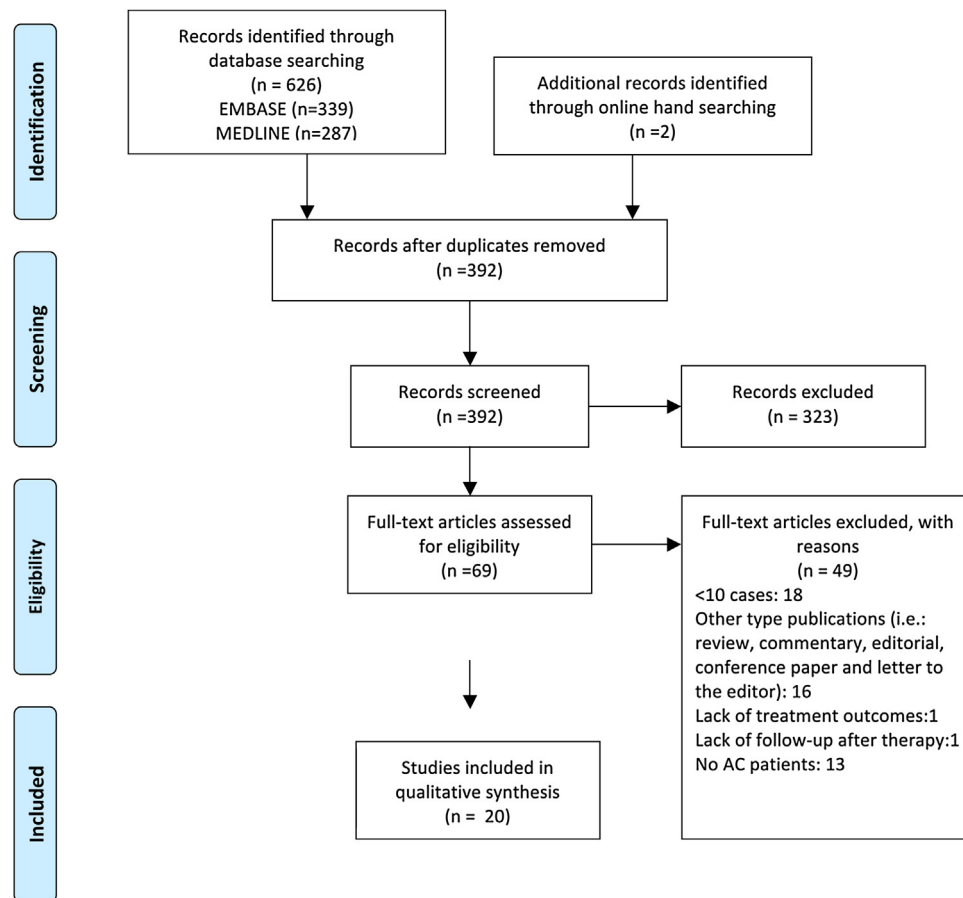 Identification
Records identified through
database searching
(n = 626)
EMBASE (n=339)
MEDLINE (n=287)
Additional records identified
through online hand searching
(n =2)
Records after duplicates removed
(n =392)
Screening
Records screened
(n =392)
Records excluded
(n = 323)
Eligibility
Full-text articles assessed
for eligibility
(n =69)
Full-text articles excluded, with
reasons
(n = 49)
<10 cases: 18
Other type publications (i.e.:
review, commentary, editorial,
conference paper and letter to
the editor): 16
Lack of treatment outcomes:1
Lack of follow-up after therapy:1
No AC patients: 13
Included
Studies included in
qualitative synthesis
(n = 20)